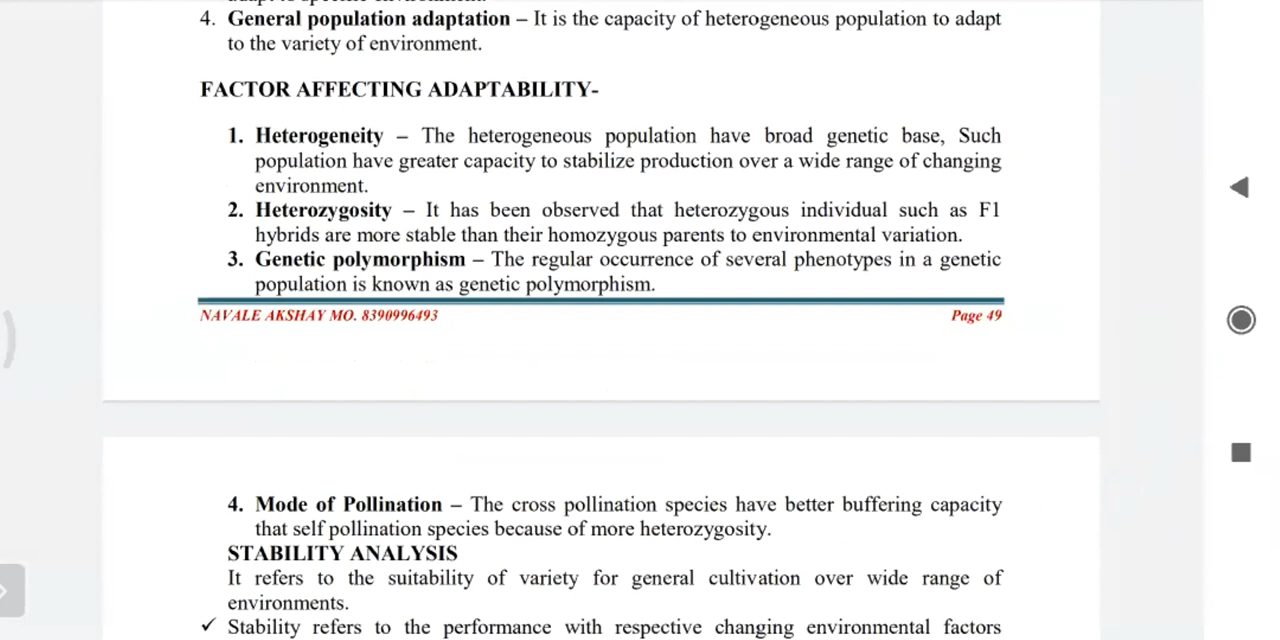 4. General population adaptation – It is the capacity of heterogeneous population to adapt
to the variety of environment.
FACTOR AFFECTING ADAPTABILITY-
1. Heterogeneity – The heterogeneous population have broad genetic base, Such
population have greater capacity to stabilize production over a wide range of changing
environment.
2. Heterozygosity – It has been observed that heterozygous individual such as F1
hybrids are more stable than their homozygous parents to environmental variation.
3. Genetic polymorphism – The regular occurrence of several phenotypes in a genetic
population is known as genetic polymorphism.
NAVALE AKSHAY MO. 8390996493 Page 49
4. Mode of Pollination – The cross pollination species have better buffering capacity
that self pollination species because of more heterozygosity.
STABILITY ANALYSIS
It refers to the suitability of variety for general cultivation over wide range of
environments.
✓ Stability refers to the performance with respective changing environmental factors